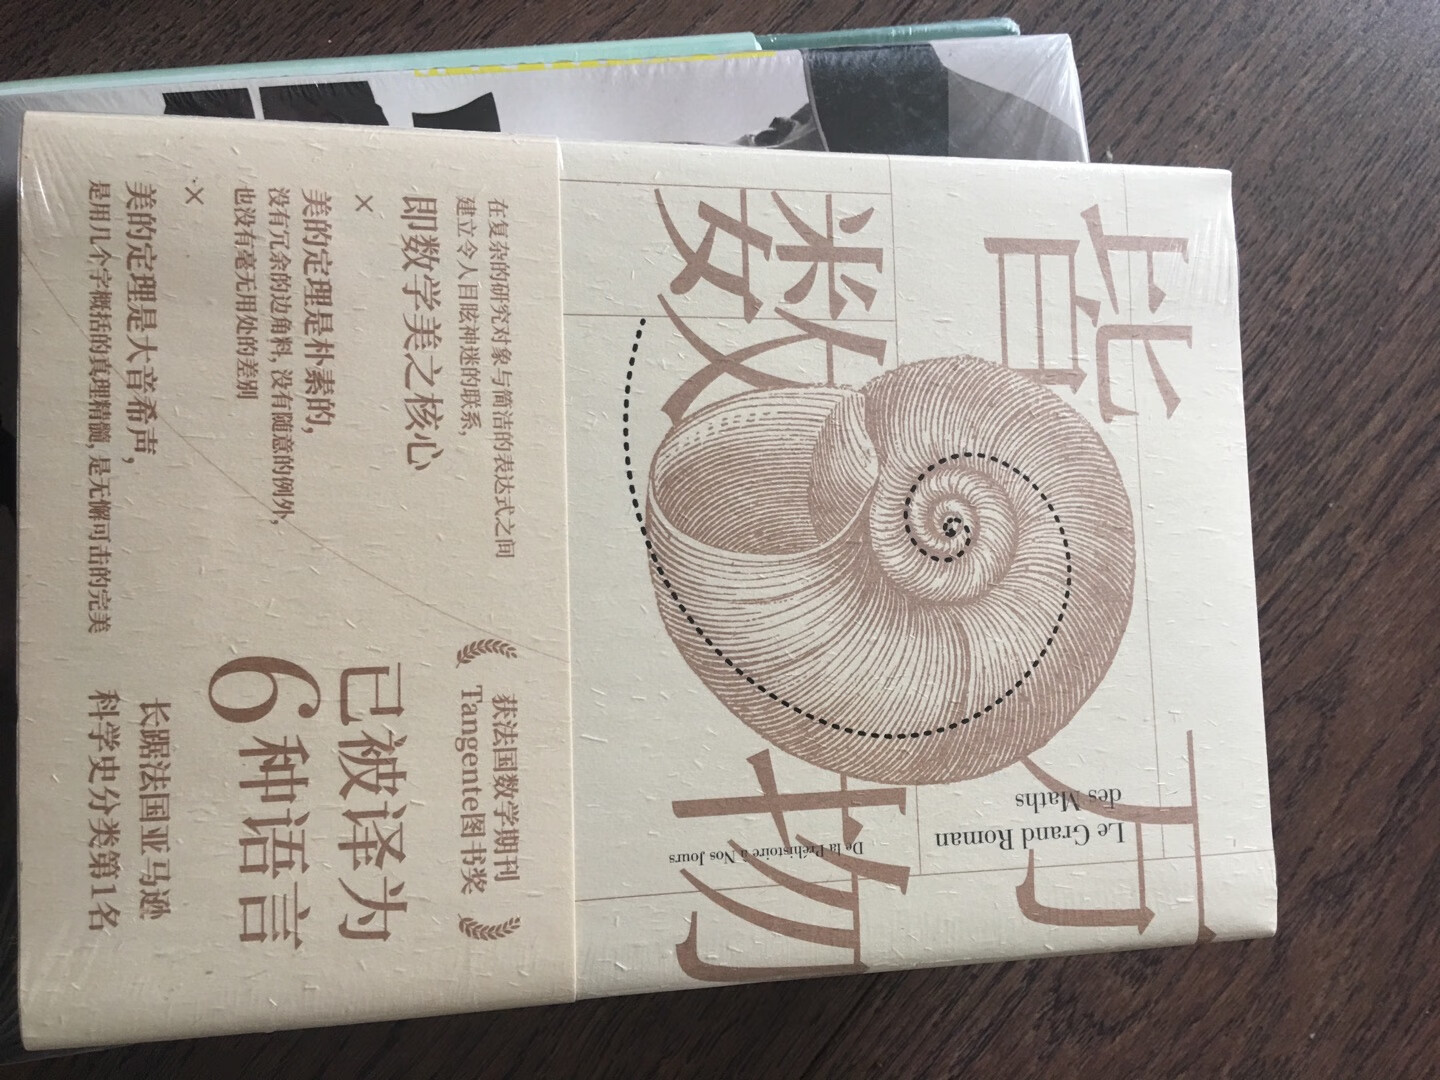 万物
皆数
Le Grand Roman
des Maths
De la Préhistoire à Nos Jours
在复杂的研究对象与简洁的表达式之间
建立令人目眩神迷的联系,
即数学美之核心
×
美的定理是朴素的,
没有冗余的边角料, 没有随意的例外,
也没有毫无用处的差别
×
美的定理是大音希声,
是用几个字概括的真理精髓, 是无懈可击的完美
获法国数学期刊
Tangente图书奖
已被译为
6种语言
长踞法国亚马逊
科学史分类第1名